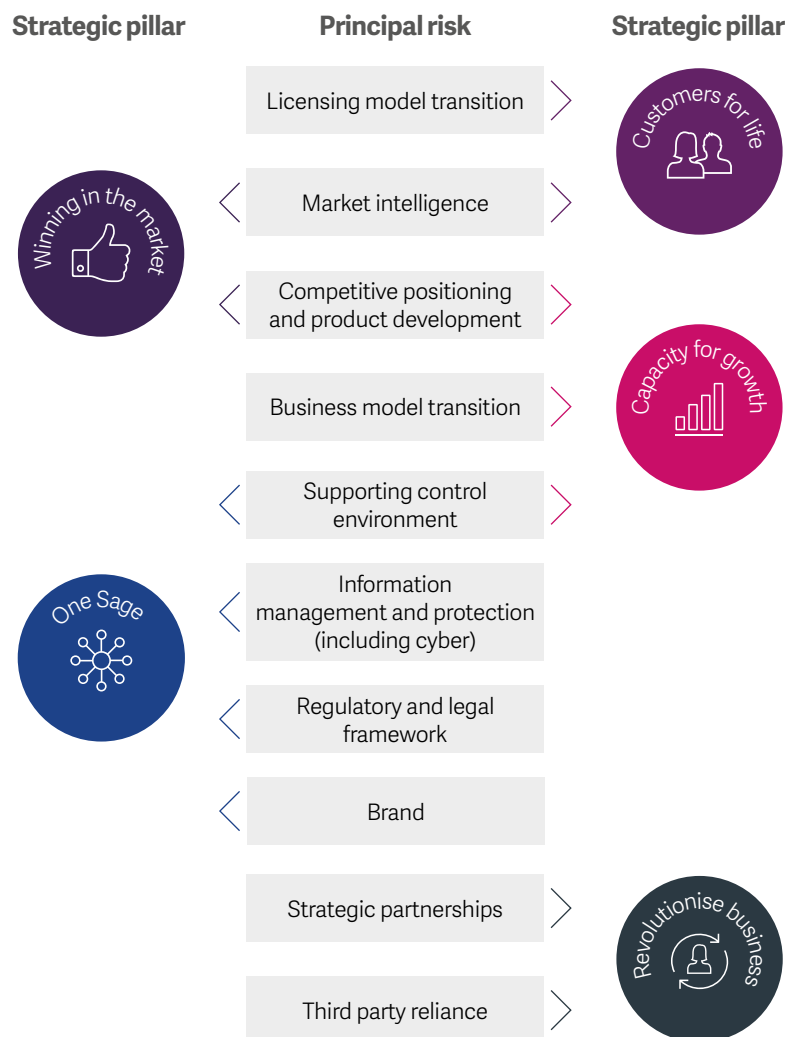 Strategic pillar
Principal risk
Strategic pillar
Licensing model transition
Customers for life
Winning in the market
Market intelligence
Competitive positioning
and product development
Capacity for growth
Business model transition
Supporting control
environment
One Sage
Information
management and protection
(including cyber)
Regulatory and legal
framework
Brand
Strategic partnerships
Revolutionise business
Third party reliance